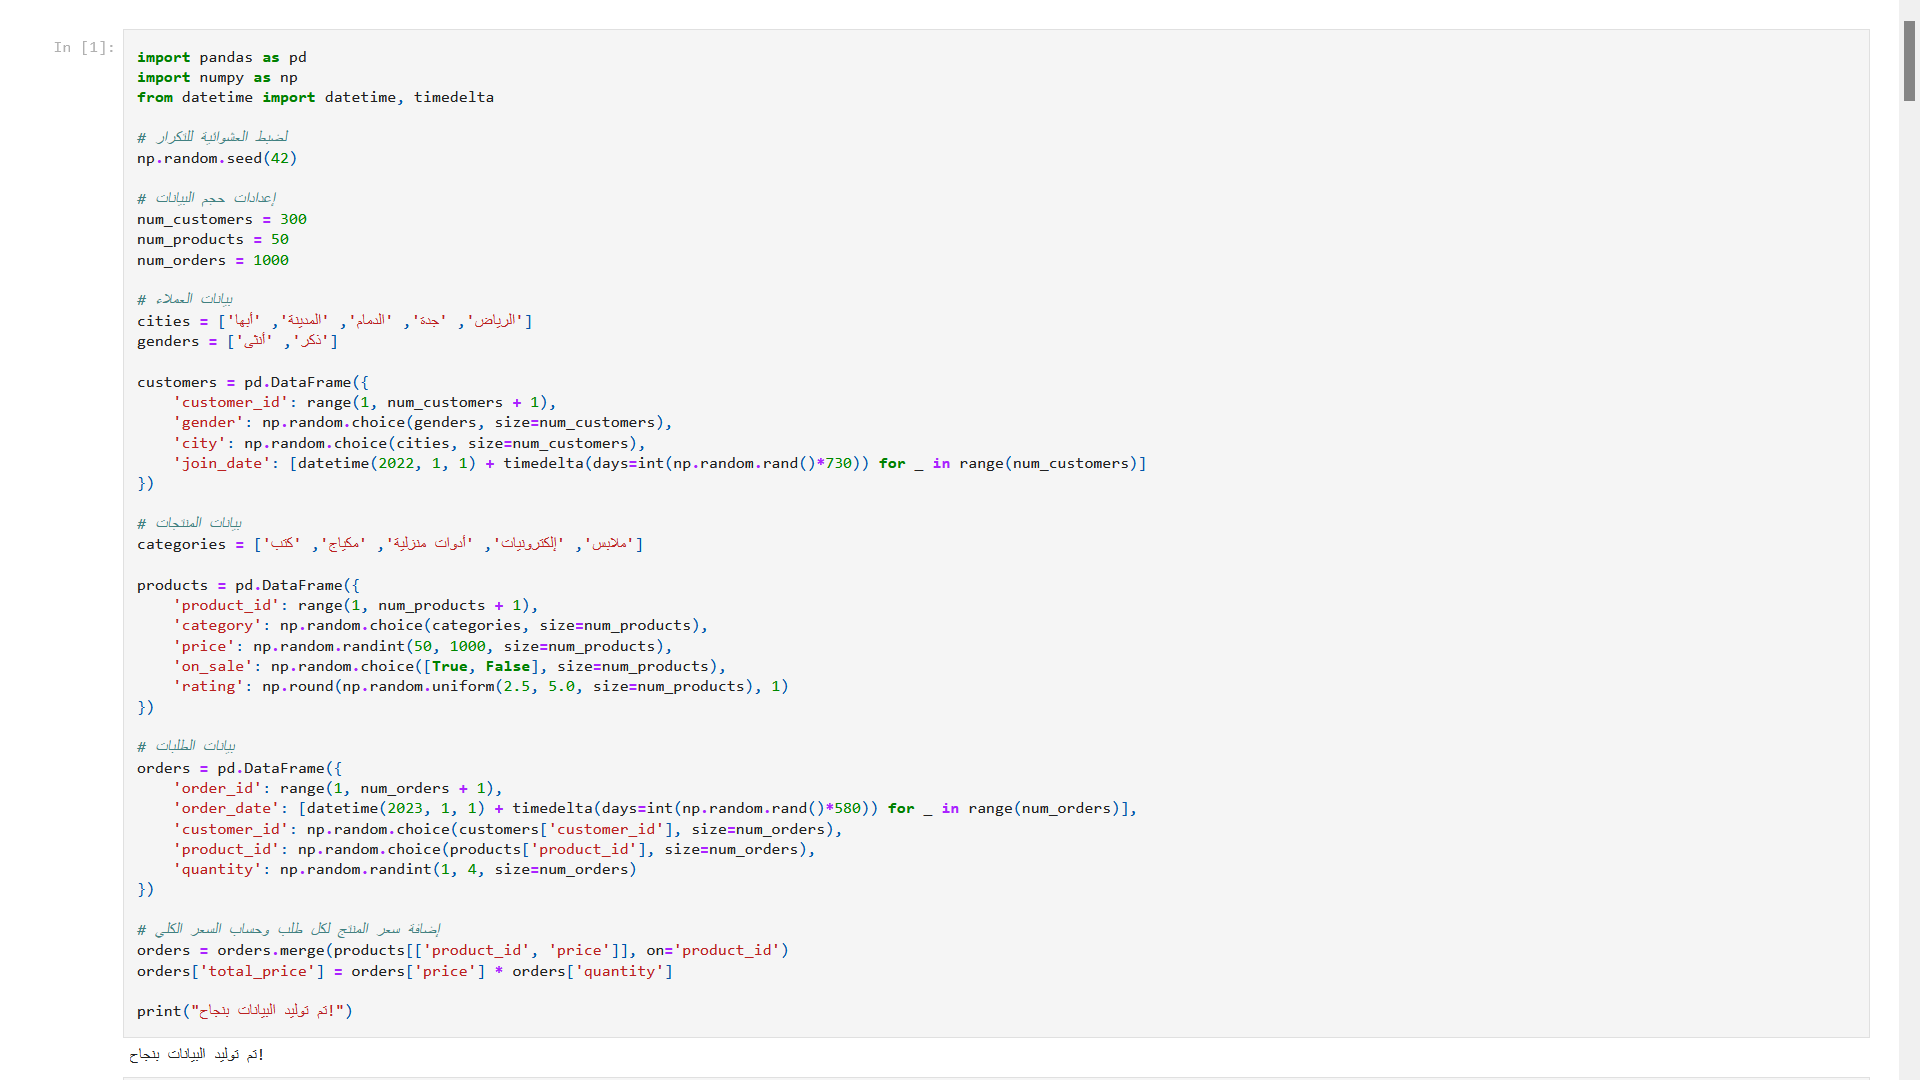 In [1]:
import pandas as pd
import numpy as np
from datetime import datetime, timedelta
# لضبط العشوائية للتكرار
np.random.seed(42)
# إعدادات حجم البيانات
num_customers = 300
num_products = 50
num_orders = 1000
# بيانات العملاء
cities = ['الرياض', 'جدة', 'الدمام', 'المدينة', 'أبها']
genders = ['ذكر', 'أنثى']
customers = pd.DataFrame({
    'customer_id': range(1, num_customers + 1),
    'gender': np.random.choice(genders, size=num_customers),
    'city': np.random.choice(cities, size=num_customers),
    'join_date': [datetime(2022, 1, 1) + timedelta(days=int(np.random.rand()*730)) for _ in range(num_customers)]
})
# بيانات المنتجات
categories = ['ملابس', 'إلكترونيات', 'أدوات منزلية', 'مكياج', 'كتب']
products = pd.DataFrame({
    'product_id': range(1, num_products + 1),
    'category': np.random.choice(categories, size=num_products),
    'price': np.random.randint(50, 1000, size=num_products),
    'on_sale': np.random.choice([True, False], size=num_products),
    'rating': np.round(np.random.uniform(2.5, 5.0, size=num_products), 1)
})
# بيانات الطلبات
orders = pd.DataFrame({
    'order_id': range(1, num_orders + 1),
    'order_date': [datetime(2023, 1, 1) + timedelta(days=int(np.random.rand()*580)) for _ in range(num_orders)],
    'customer_id': np.random.choice(customers['customer_id'], size=num_orders),
    'product_id': np.random.choice(products['product_id'], size=num_orders),
    'quantity': np.random.randint(1, 4, size=num_orders)
})
# إضافة سعر المنتج لكل طلب وحساب السعر الكلي
orders = orders.merge(products[['product_id', 'price']], on='product_id')
orders['total_price'] = orders['price'] * orders['quantity']
print("تم توليد البيانات بنجاح!")
تم توليد البيانات بنجاح!